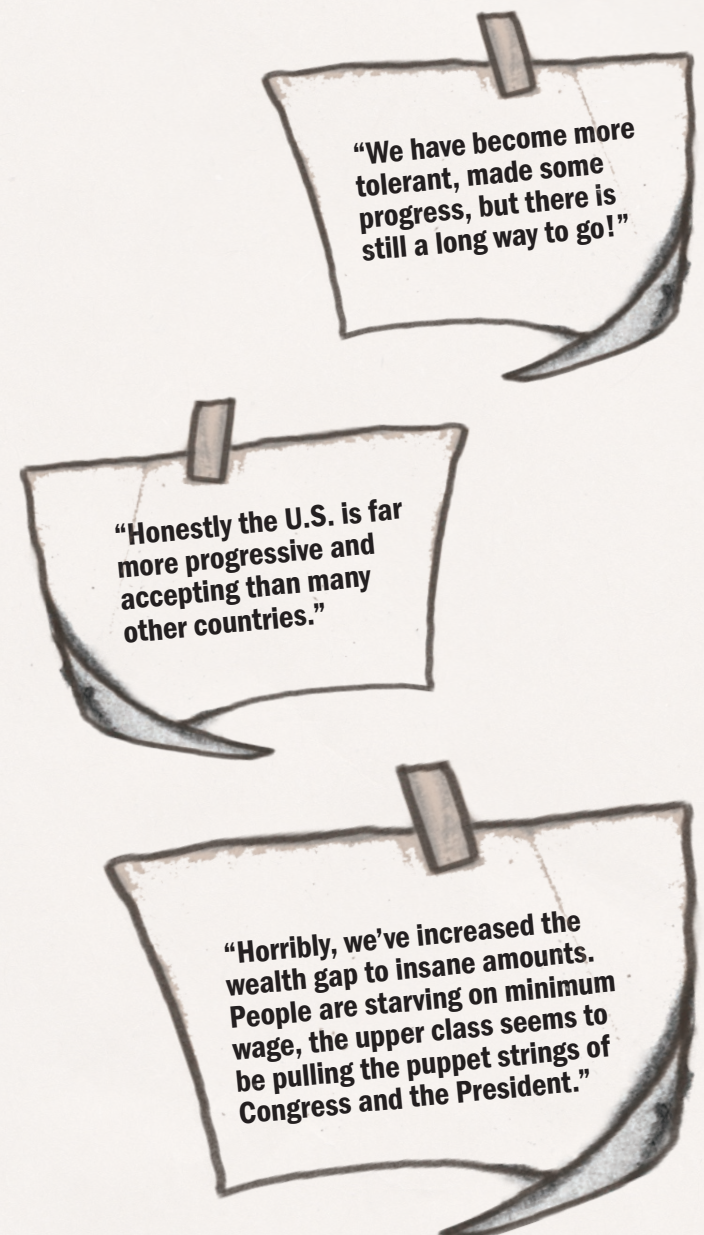 “We have become more
tolerant, made some
progress, but there is
still a long way to go!”
“Honestly the U.S. is far
more progressive and
accepting than many
other countries.”
“Horribly, we’ve increased the
wealth gap to insane amounts.
People are starving on minimum
wage, the upper class seems to
be pulling the puppet strings of
Congress and the President.”